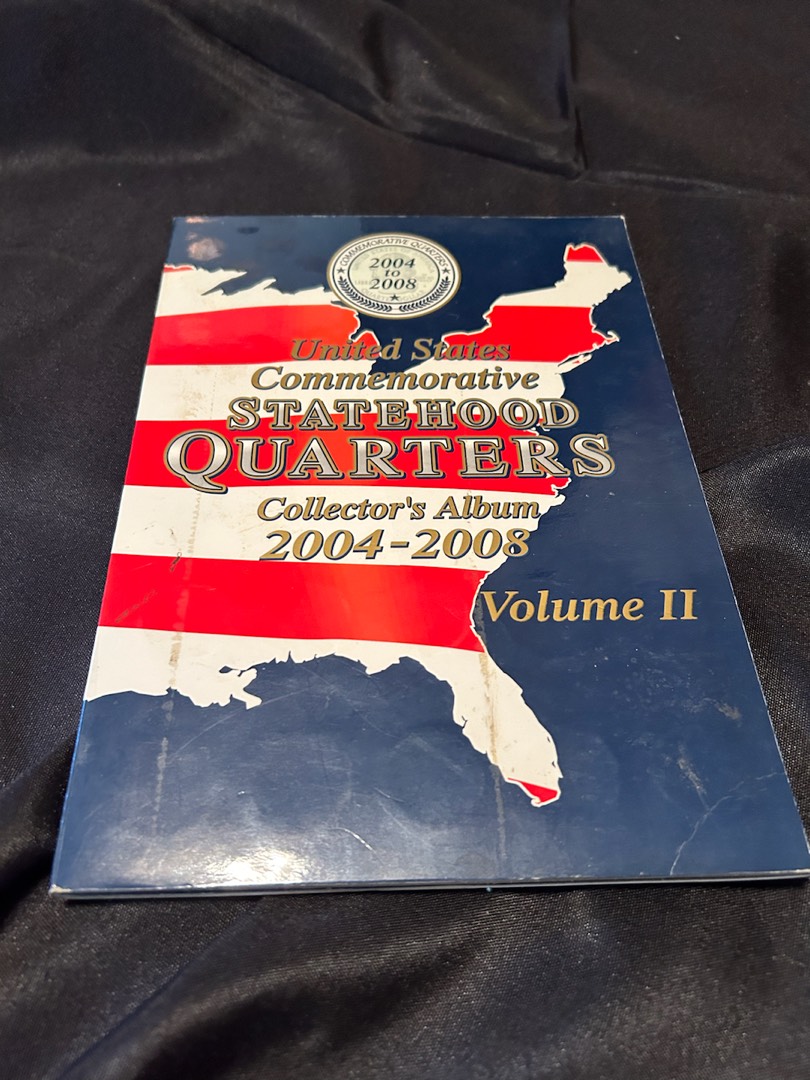 COMMEMORATIVE QUARTERS
2004
to
2008
United States
Commemorative
STATEHOOD
QUARTERS
Collector's Album
2004-2008
Volume II